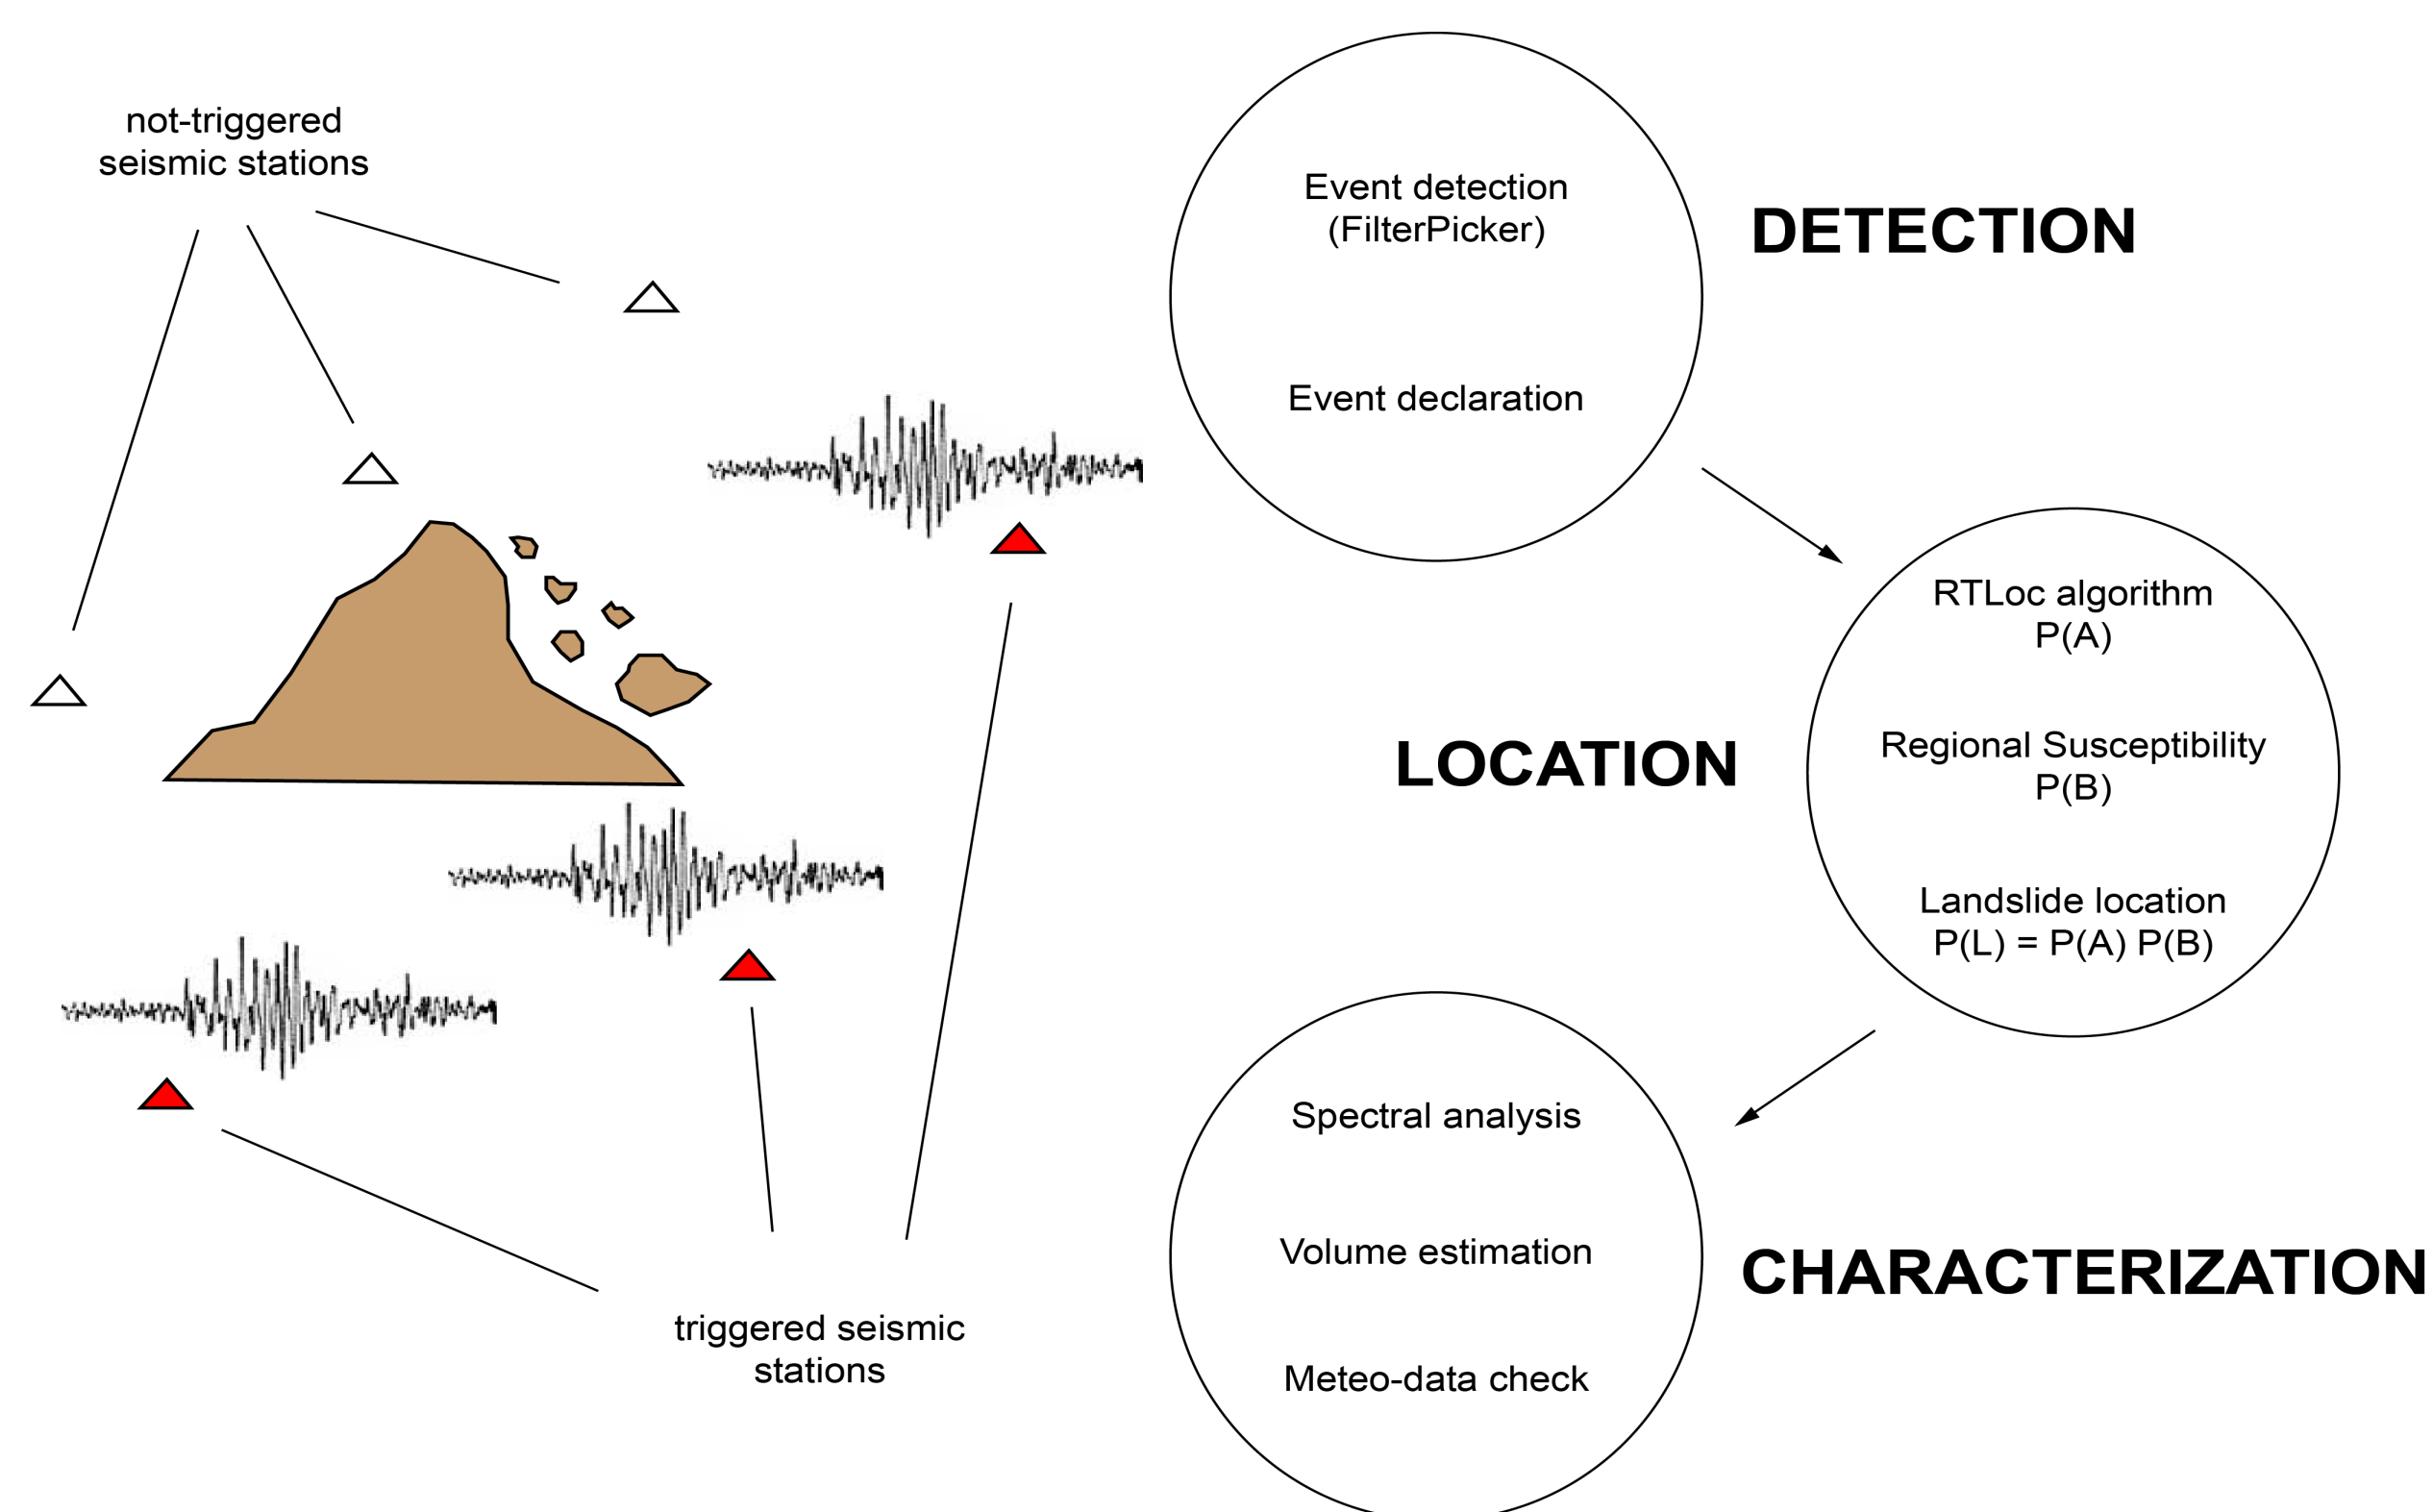 not-triggered
seismic stations
triggered seismic
stations
Event detection
(FilterPicker)
Event declaration
DETECTION
RTLoc algorithm
P(A)
Regional Susceptibility
P(B)
Landslide location
P(L) = P(A) P(B)
LOCATION
Spectral analysis
Volume estimation
Meteo-data check
CHARACTERIZATION